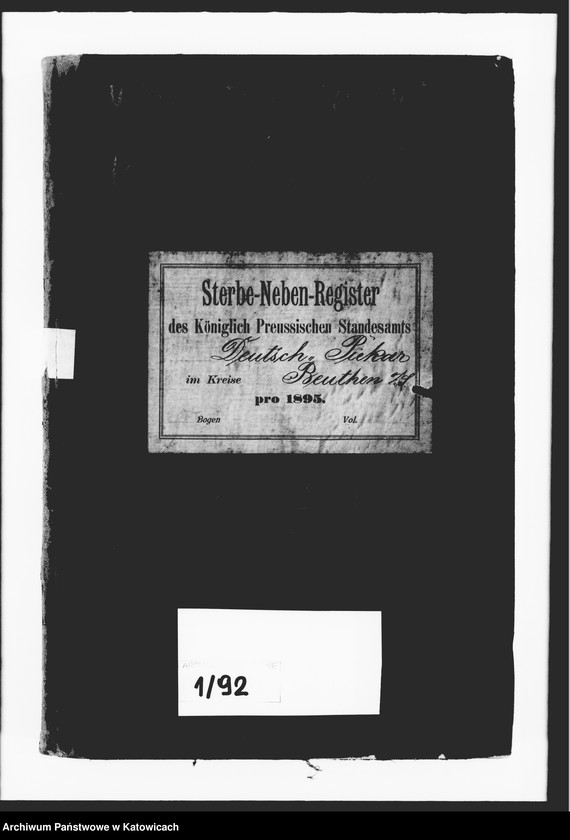 Sterbe-Neben-Register
des Königlich Preussischen Standesamts
Deutsch-Piekar
im Kreise Beuthen O/S
pro 1895.
Bogen Vol.
1/92
Archiwum Państwowe w Katowicach